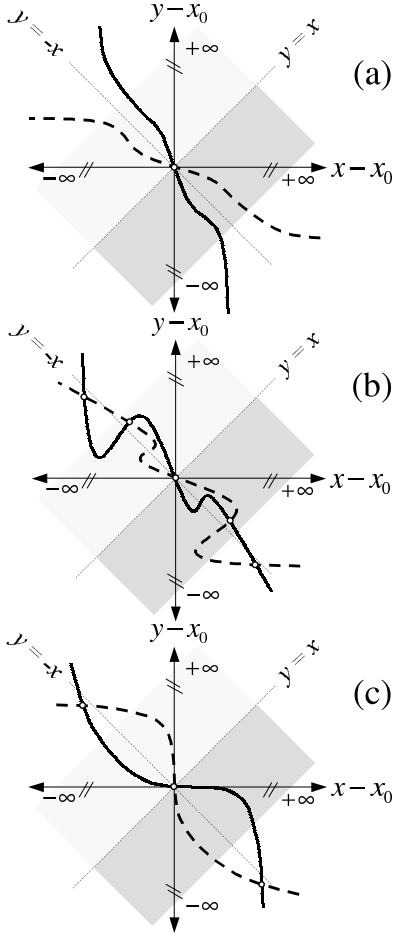 y − x₀
y = -x
+∞
y = x
(a)
−∞
+∞
x − x₀
−∞
y − x₀
y = -x
+∞
y = x
(b)
−∞
+∞
x − x₀
−∞
y − x₀
y = -x
+∞
y = x
(c)
−∞
+∞
x − x₀
−∞